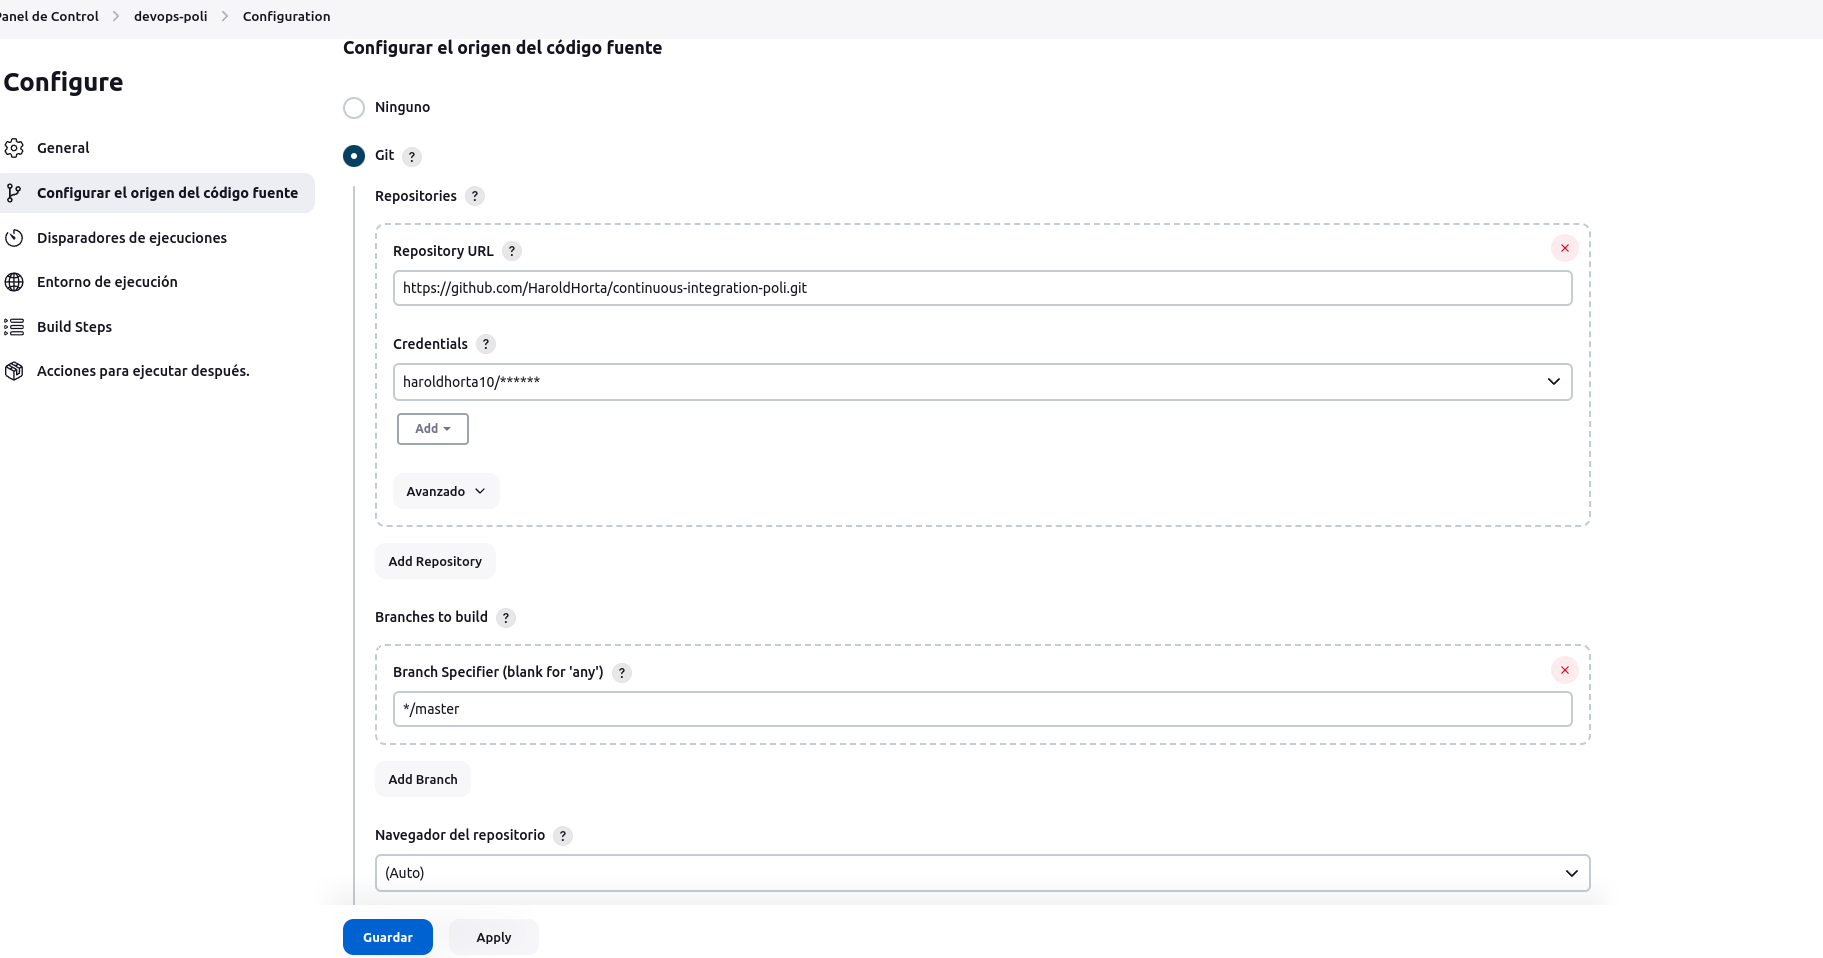 Panel de Control > devops-poli > Configuration
Configure
General
Configurar el origen del código fuente
Disparadores de ejecuciones
Entorno de ejecución
Build Steps
Acciones para ejecutar después.
Configurar el origen del código fuente
Ninguno
Git ?
Repositories ?
Repository URL ?
https://github.com/HaroldHorta/continuous-integration-poli.git
Credentials ?
haroldhorta10/******
Add
Avanzado
Add Repository
Branches to build ?
Branch Specifier (blank for 'any') ?
*/master
Add Branch
Navegador del repositorio ?
(Auto)
Guardar
Apply